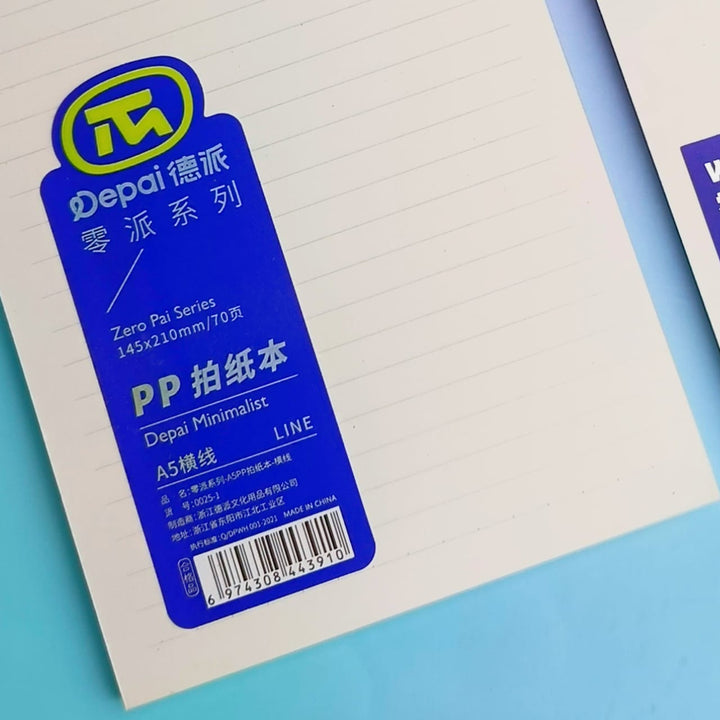 Depai 德派
零派系列
Zero Pai Series
145x210mm/70页
PP 拍纸本
Depai Minimalist
LINE
A5横线
品 名:零派系列-A5PP拍纸本-横线
货 号:0025-1
制造商:浙江德派文化用品有限公司
地址:浙江省东阳市江北工业区
执行标准:Q/DPWH 001-2021 MADE IN CHINA
合格品
6 974308 443910